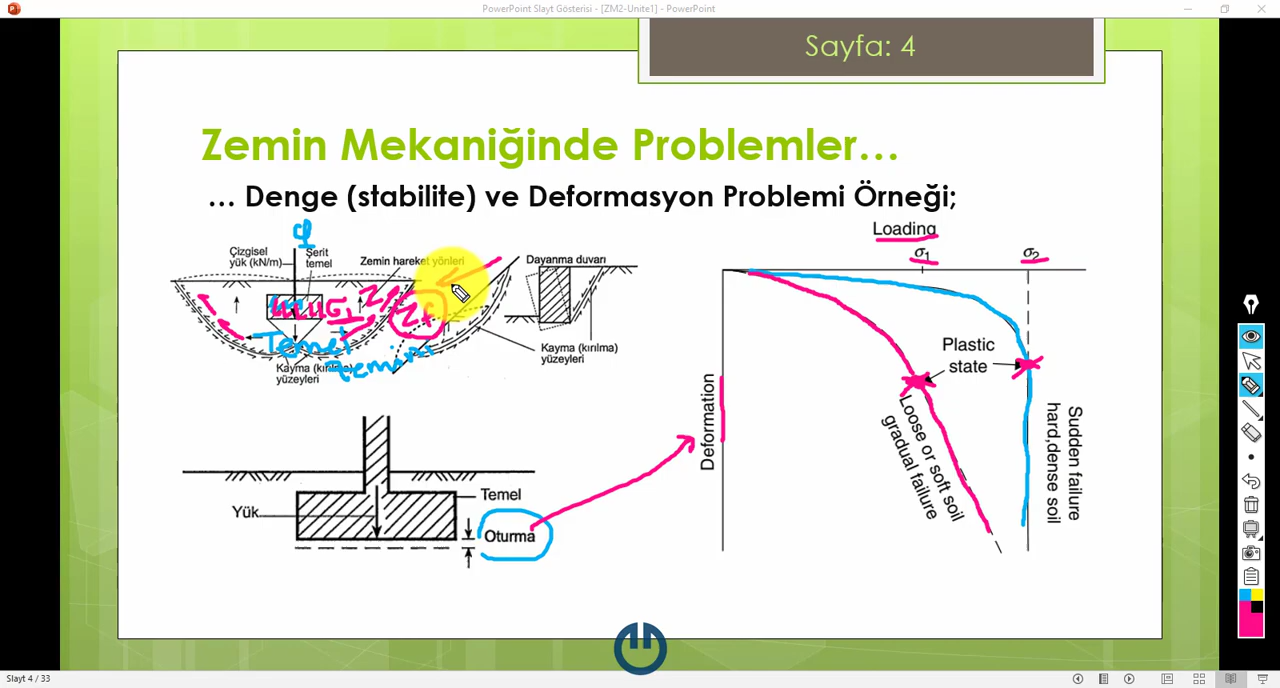 PowerPoint Slayt Gösterisi - [ZM2-Unite1] - PowerPoint
Sayfa: 4
Zemin Mekaniğinde Problemler...
... Denge (stabilite) ve Deformasyon Problemi Örneği;
q
Çizgisel
yük (kN/m)
Şerit
temel
Zemin hareket yönleri
Dayanma duvarı
Temel
zemin
Kayma (kırılma)
yüzeyleri
Kayma (kırılma)
yüzeyleri
Yük
Temel
Oturma
Loading
σ1
σ2
Deformation
Plastic
state
Loose or soft soil
gradual failure
Sudden failure
hard,dense soil
Slayt 4 / 33